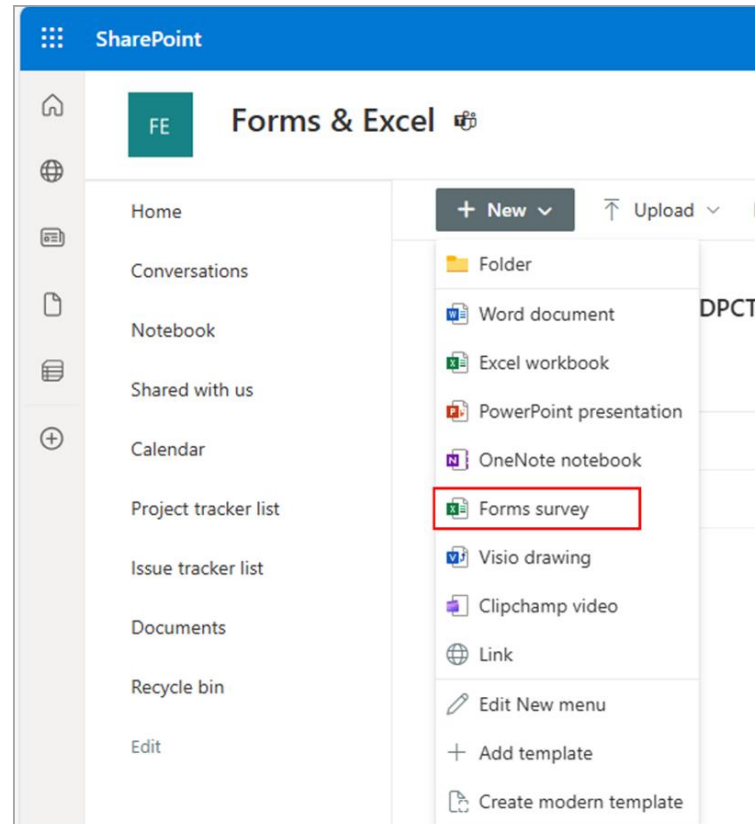 SharePoint
FE
Forms & Excel
Home
Conversations
Notebook
Shared with us
Calendar
Project tracker list
Issue tracker list
Documents
Recycle bin
Edit
+ New
Upload
Folder
Word document
Excel workbook
PowerPoint presentation
OneNote notebook
Forms survey
Visio drawing
Clipchamp video
Link
Edit New menu
Add template
Create modern template
DPCT